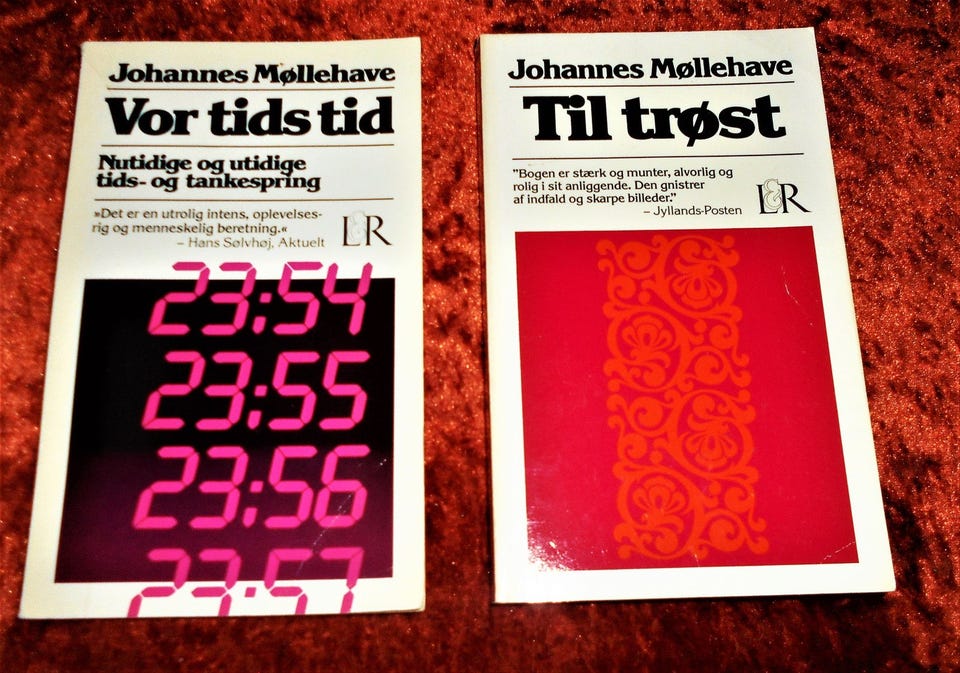 Johannes Møllehave
Vor tids tid
Nutidige og utidige
tids- og tankespring
»Det er en utrolig intens, oplevelses-
rig og menneskelig beretning.«
– Hans Sølvhøj, Aktuelt
L&R
23:54
23:55
23:56
23:57
Johannes Møllehave
Til trøst
"Bogen er stærk og munter, alvorlig og
rolig i sit anliggende. Den gnistrer
af indfald og skarpe billeder."
– Jyllands-Posten
L&R